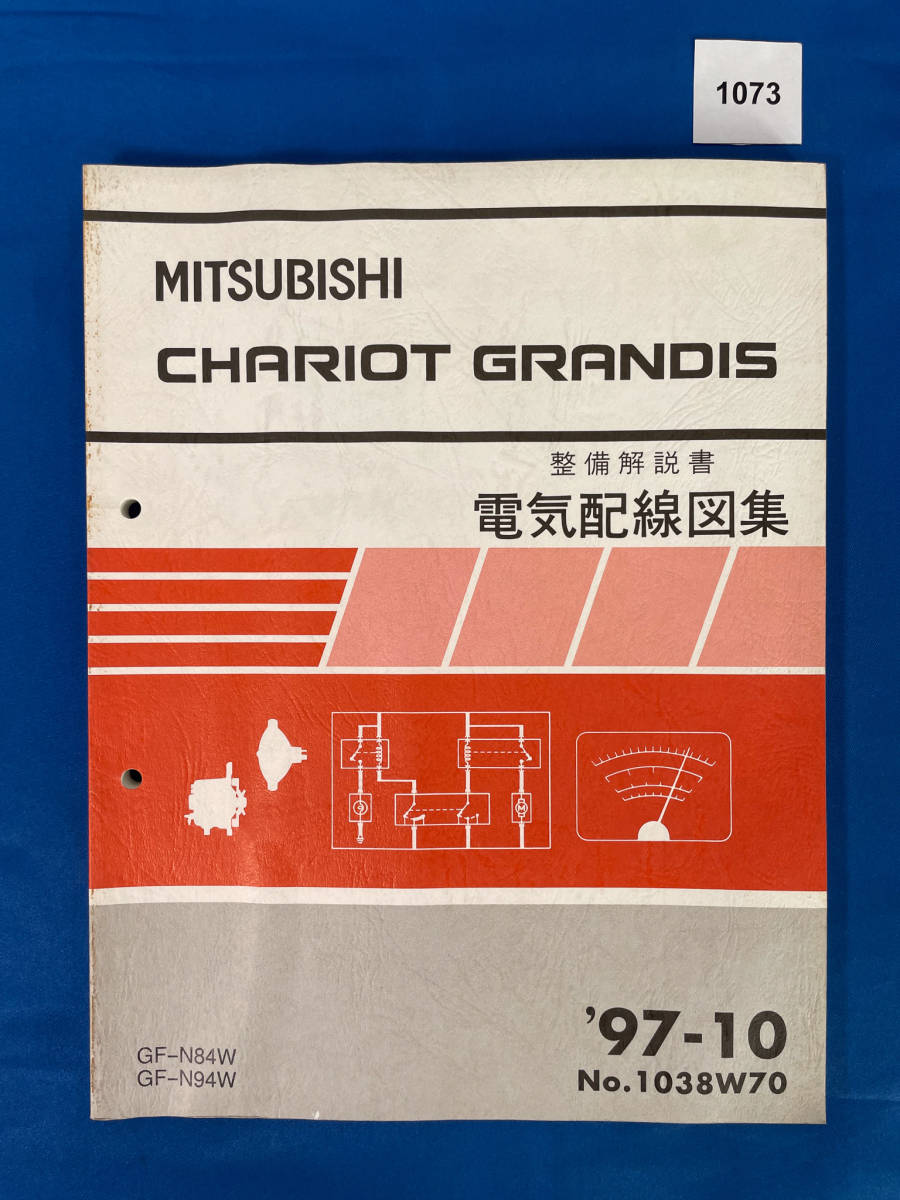 1073
MITSUBISHI
CHARIOT GRANDIS
整備解説書
電気配線図集
M
'97-10
No.1038W70
GF-N84W
GF-N94W